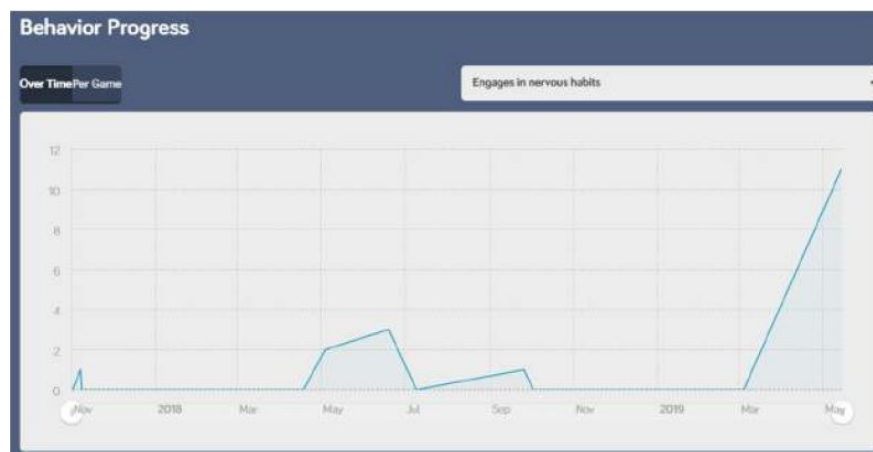 Behavior Progress
Over Time Per Game
Engages in nervous habits
12
10
8
6
4
2
0
Nov 2018 Mar May Jul Sep Nov 2019 Mar May